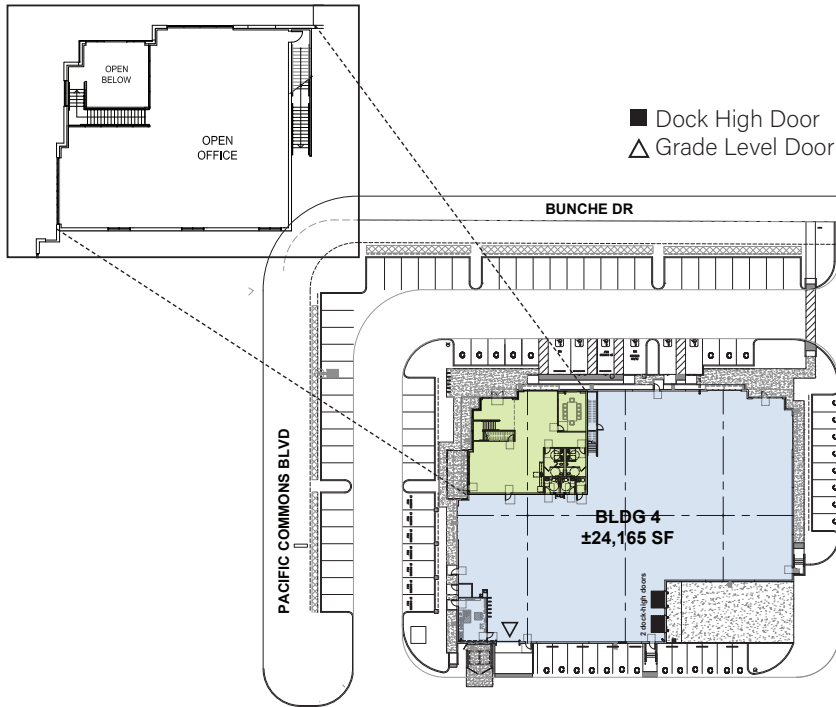 OPEN
BELOW
OPEN
OFFICE
Dock High Door
Grade Level Door
BUNCHE DR
PACIFIC COMMONS BLVD
BLDG 4
±24,165 SF
2 dock-high doors